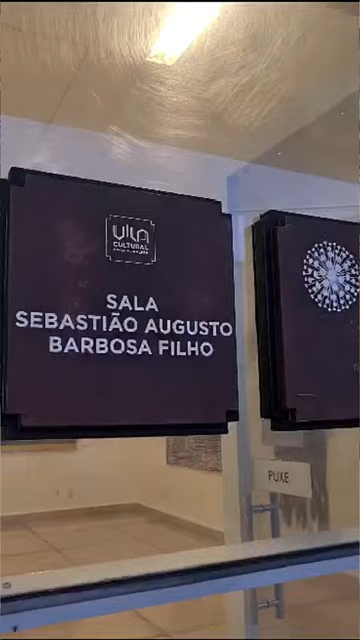 VILA
CULTURAL
SALA
SEBASTIÃO AUGUSTO
BARBOSA FILHO
PUXE